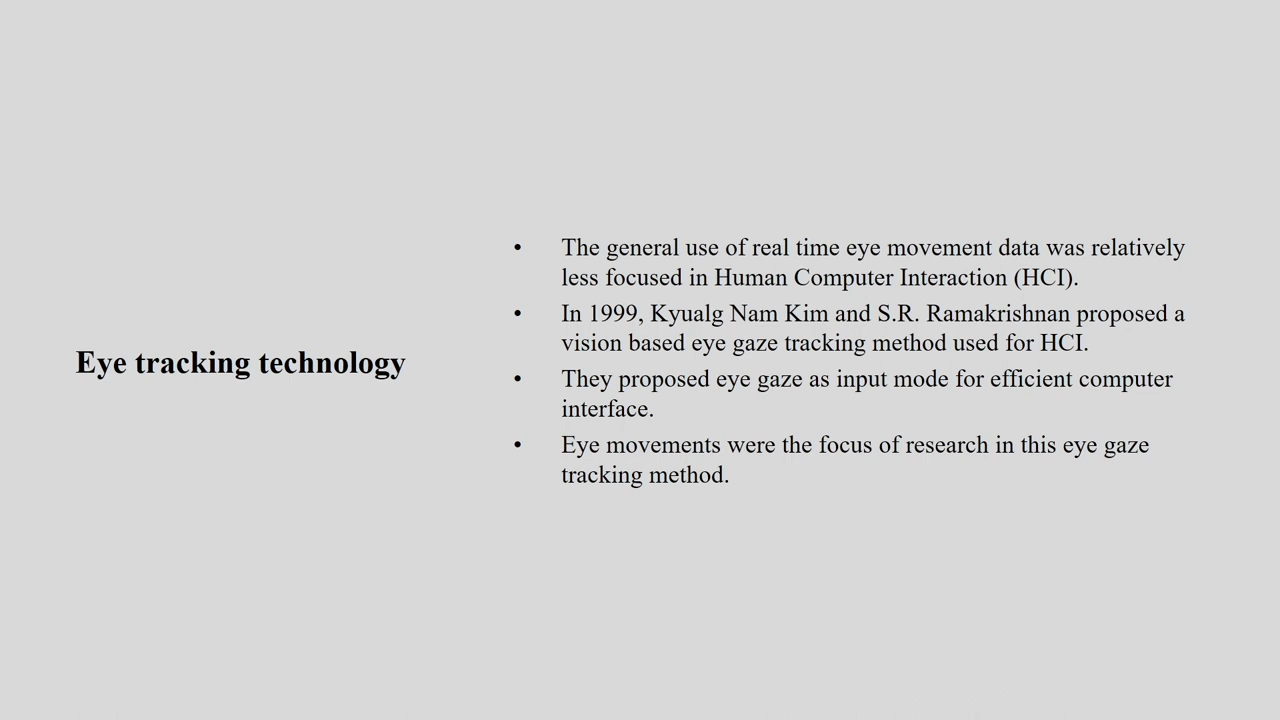 Eye tracking technology
• The general use of real time eye movement data was relatively
less focused in Human Computer Interaction (HCI).
• In 1999, Kyualg Nam Kim and S.R. Ramakrishnan proposed a
vision based eye gaze tracking method used for HCI.
• They proposed eye gaze as input mode for efficient computer
interface.
• Eye movements were the focus of research in this eye gaze
tracking method.